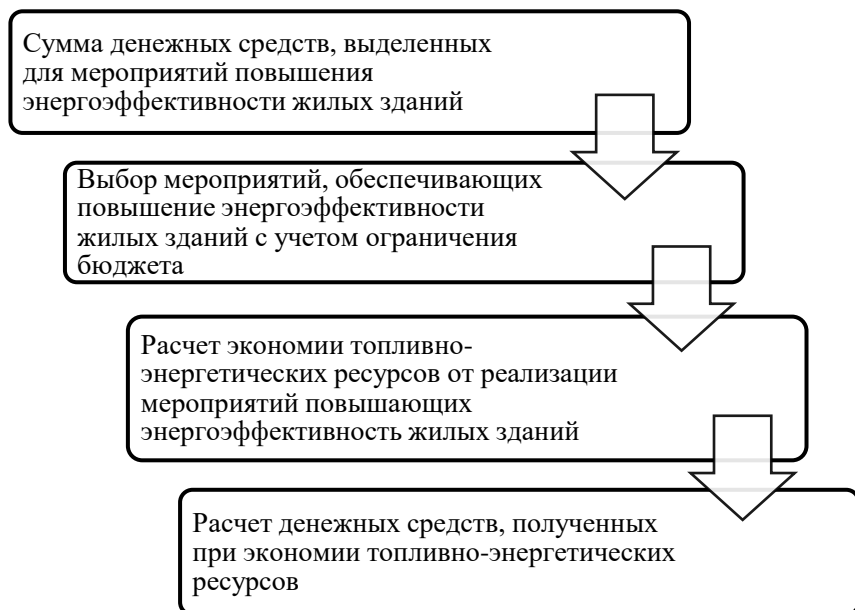 Сумма денежных средств, выделенных
для мероприятий повышения
энергоэффективности жилых зданий
Выбор мероприятий, обеспечивающих
повышение энергоэффективности
жилых зданий с учетом ограничения
бюджета
Расчет экономии топливно-
энергетических ресурсов от реализации
мероприятий повышающих
энергоэффективность жилых зданий
Расчет денежных средств, полученных
при экономии топливно-энергетических
ресурсов